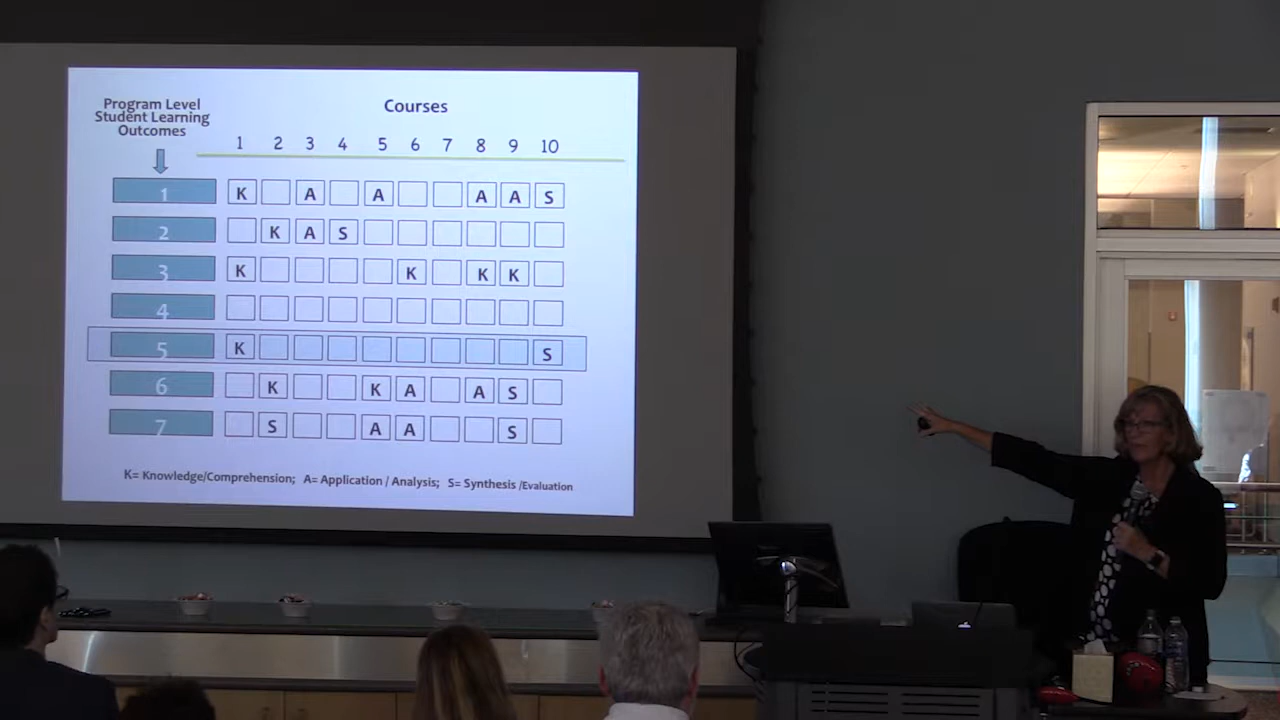 Program Level
Student Learning
Outcomes
Courses
1 2 3 4 5 6 7 8 9 10
1 K A A A A S
2 K A S
3 K K K K
4
5 K S
6 K K A A S
7 S A A S
K= Knowledge/Comprehension; A= Application / Analysis; S= Synthesis /Evaluation